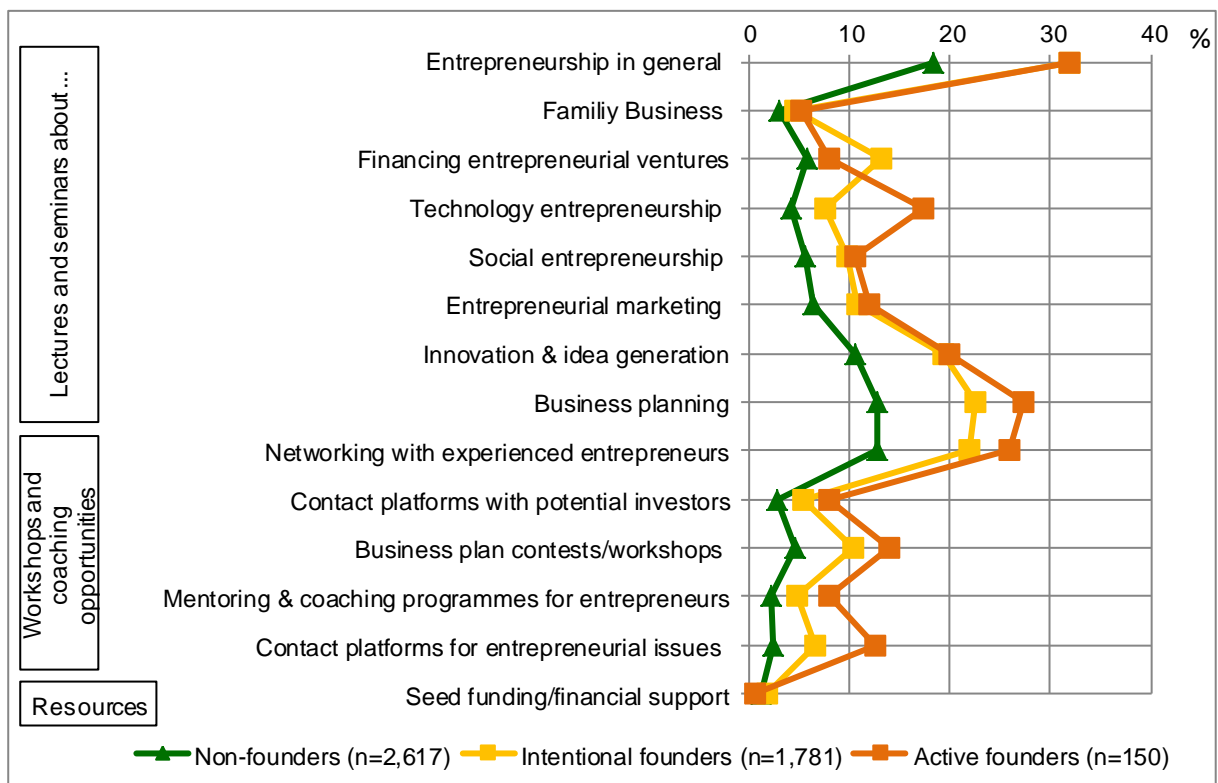 0 10 20 30 40 %
Lectures and seminars about ...
Entrepreneurship in general
Familiy Business
Financing entrepreneurial ventures
Technology entrepreneurship
Social entrepreneurship
Entrepreneurial marketing
Innovation & idea generation
Business planning
Workshops and
coaching
opportunities
Networking with experienced entrepreneurs
Contact platforms with potential investors
Business plan contests/workshops
Mentoring & coaching programmes for entrepreneurs
Contact platforms for entrepreneurial issues
Resources
Seed funding/financial support
Non-founders (n=2,617) Intentional founders (n=1,781) Active founders (n=150)